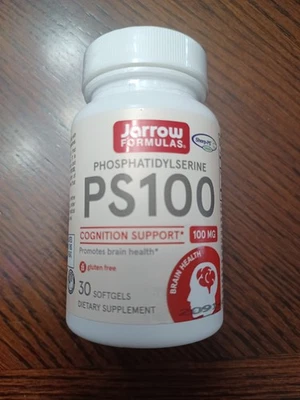 Jarrow
FORMULAS®
PHOSPHATIDYLSERINE
PS100
COGNITION SUPPORT* 100 MG
Promotes brain health*
gluten free
30 SOFTGELS
DIETARY SUPPLEMENT
BRAIN HEALTH